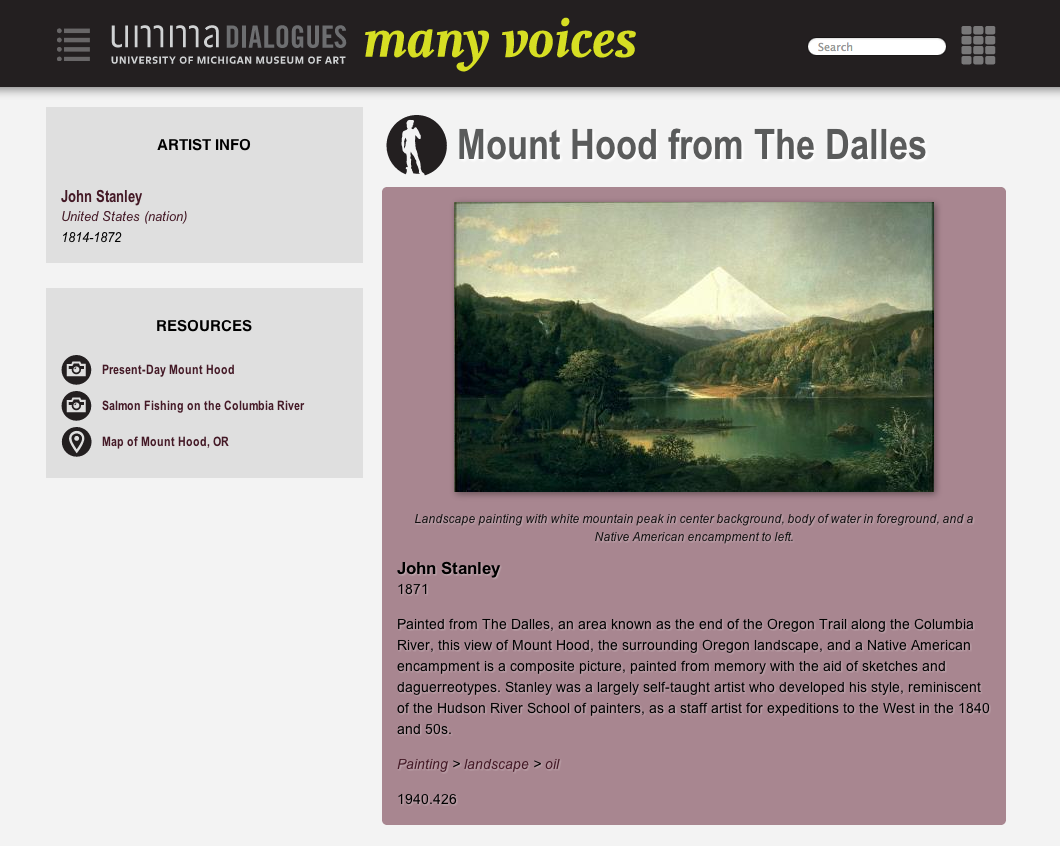 umma DIALOGUES
UNIVERSITY OF MICHIGAN MUSEUM OF ART
many voices
Search
ARTIST INFO
John Stanley
United States (nation)
1814-1872
RESOURCES
Present-Day Mount Hood
Salmon Fishing on the Columbia River
Map of Mount Hood, OR
Mount Hood from The Dalles
Landscape painting with white mountain peak in center background, body of water in foreground, and a
Native American encampment to left.
John Stanley
1871
Painted from The Dalles, an area known as the end of the Oregon Trail along the Columbia
River, this view of Mount Hood, the surrounding Oregon landscape, and a Native American
encampment is a composite picture, painted from memory with the aid of sketches and
daguerreotypes. Stanley was a largely self-taught artist who developed his style, reminiscent
of the Hudson River School of painters, as a staff artist for expeditions to the West in the 1840
and 50s.
Painting > landscape > oil
1940.426